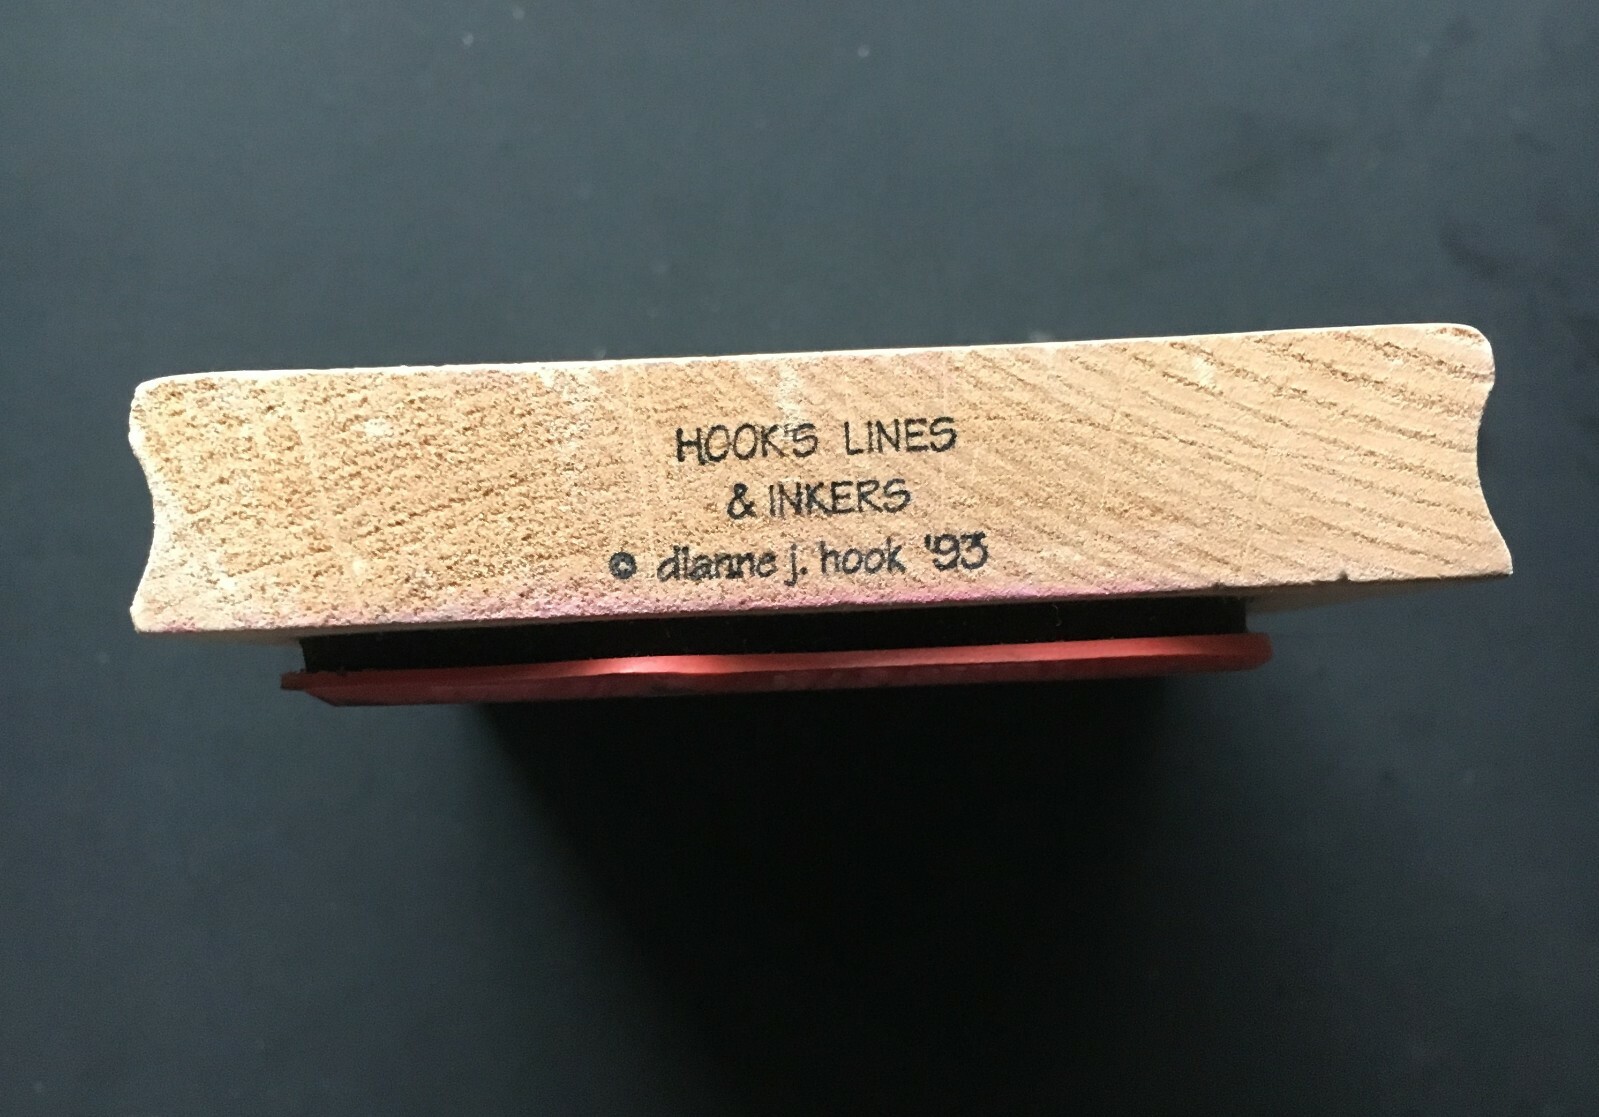 HOOK'S LINES
& INKERS
© dianne j. hook '93